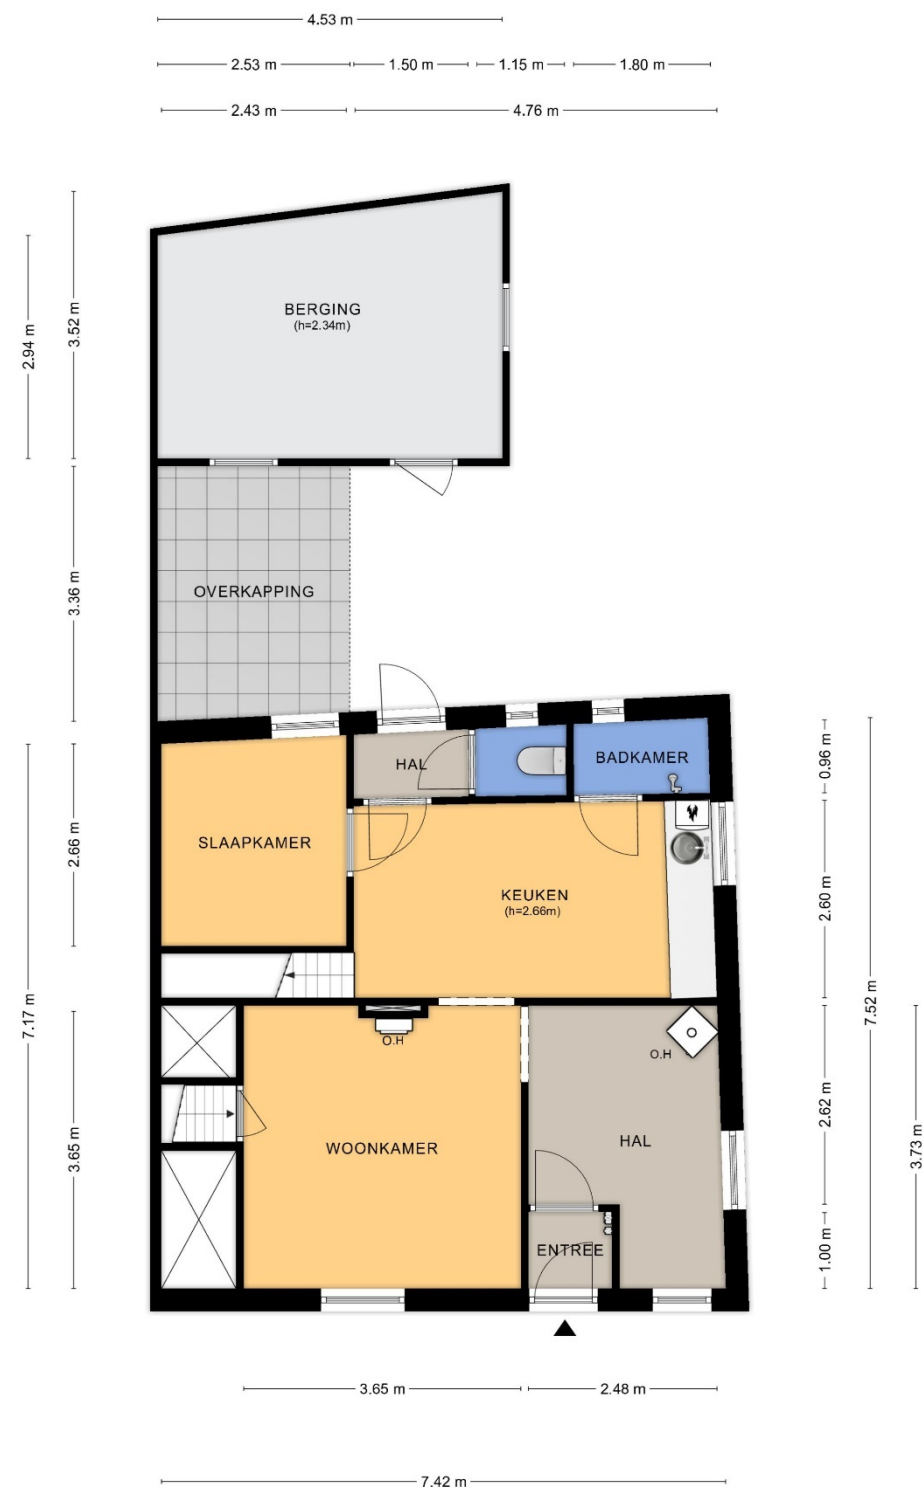 4.53 m
2.53 m
1.50 m
1.15 m
1.80 m
2.43 m
4.76 m
BERGING
(h=2.34m)
2.94 m
3.52 m
3.36 m
OVERKAPPING
HAL
BADKAMER
0.96 m
SLAAPKAMER
2.66 m
KEUKEN
(h=2.66m)
2.60 m
7.17 m
7.52 m
O.H
O.H
2.62 m
3.65 m
WOONKAMER
HAL
3.73 m
ENTREE
1.00 m
3.65 m
2.48 m
7.42 m